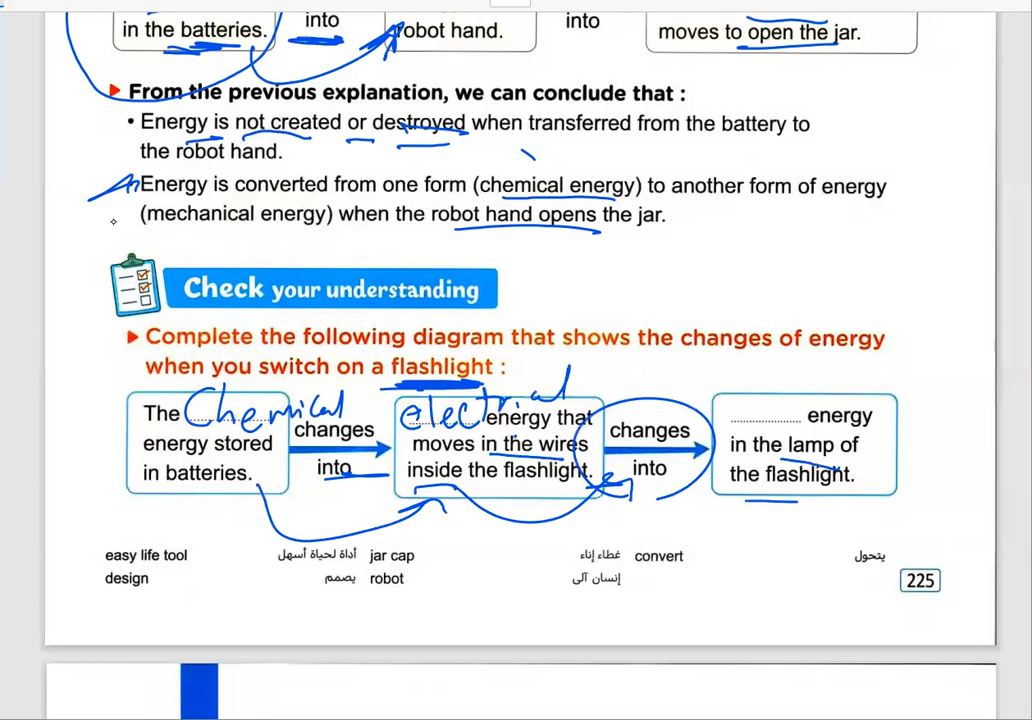 in the batteries.
into
robot hand.
into
moves to open the jar.
From the previous explanation, we can conclude that :
• Energy is not created or destroyed when transferred from the battery to
the robot hand.
Energy is converted from one form (chemical energy) to another form of energy
(mechanical energy) when the robot hand opens the jar.
Check your understanding
Complete the following diagram that shows the changes of energy
when you switch on a flashlight :
The Chemical
energy stored
in batteries.
changes
into
electrical energy that
moves in the wires
inside the flashlight.
changes
into
.................... energy
in the lamp of
the flashlight.
easy life tool أداة لحياة أسهل jar cap غطاء إناء convert يتحول
design يصمم robot إنسان آلى
225